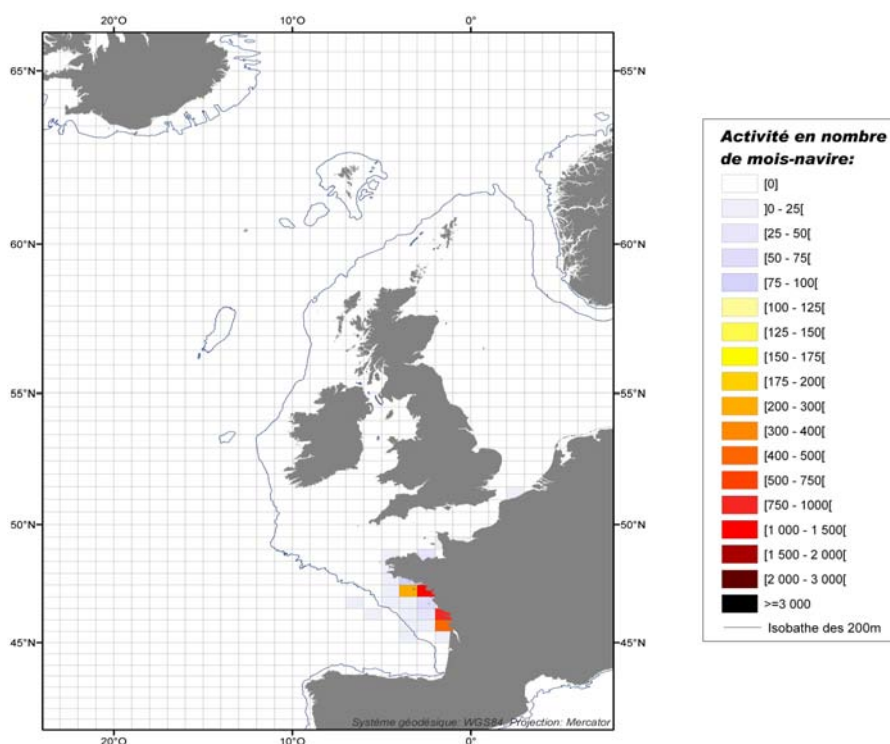 20°O 10°O 0°
65°N 65°N
60°N 60°N
55°N 55°N
50°N 50°N
45°N 45°N
Système géodésique: WGS84, Projection: Mercator
20°O 10°O 0°
Activité en nombre
de mois-navire:
[0]
]0 - 25[
[25 - 50[
[50 - 75[
[75 - 100[
[100 - 125[
[125 - 150[
[150 - 175[
[175 - 200[
[200 - 300[
[300 - 400[
[400 - 500[
[500 - 750[
[750 - 1000[
[1 000 - 1 500[
[1 500 - 2 000[
[2 000 - 3 000[
>=3 000
Isobathe des 200m